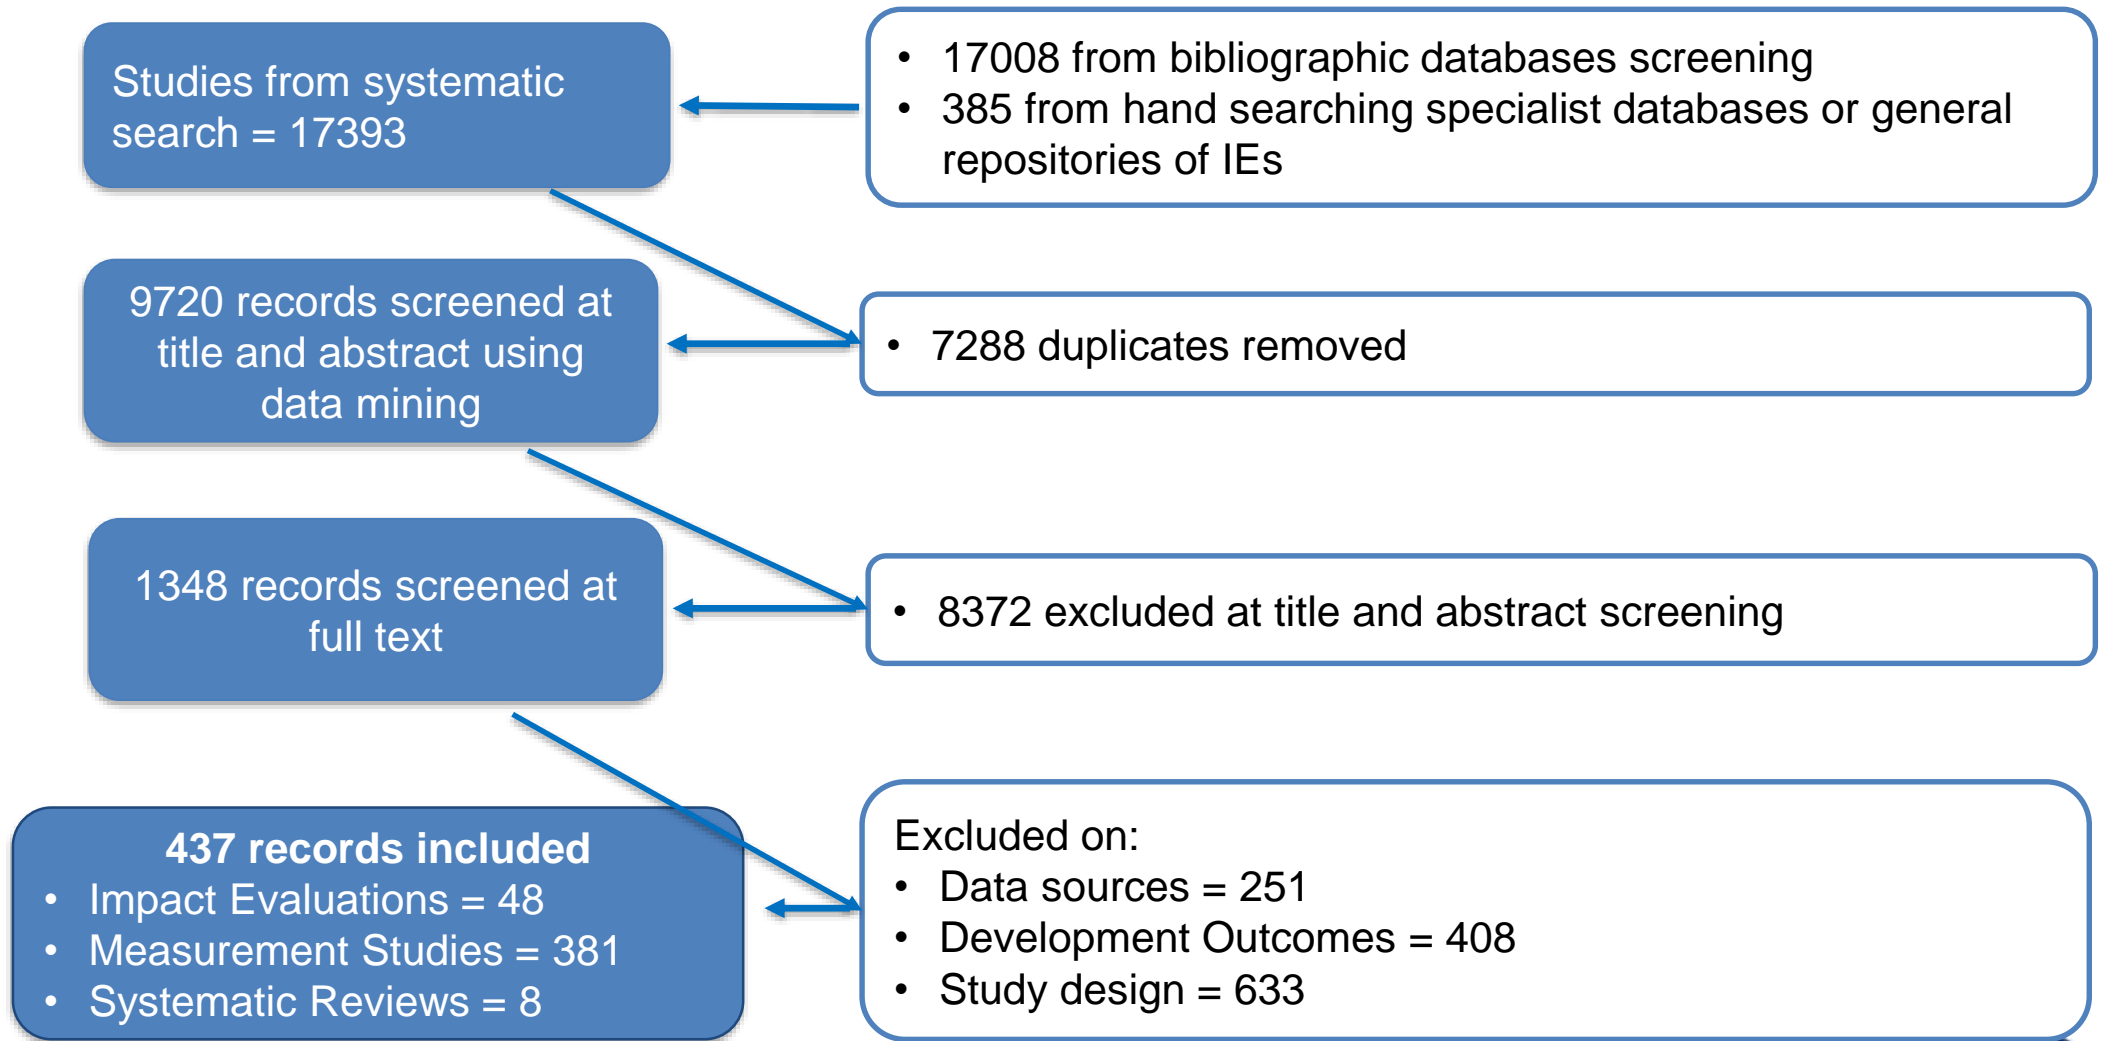 Studies from systematic
search = 17393
• 17008 from bibliographic databases screening
• 385 from hand searching specialist databases or general
repositories of IEs
9720 records screened at
title and abstract using
data mining
• 7288 duplicates removed
1348 records screened at
full text
• 8372 excluded at title and abstract screening
437 records included
• Impact Evaluations = 48
• Measurement Studies = 381
• Systematic Reviews = 8
Excluded on:
• Data sources = 251
• Development Outcomes = 408
• Study design = 633